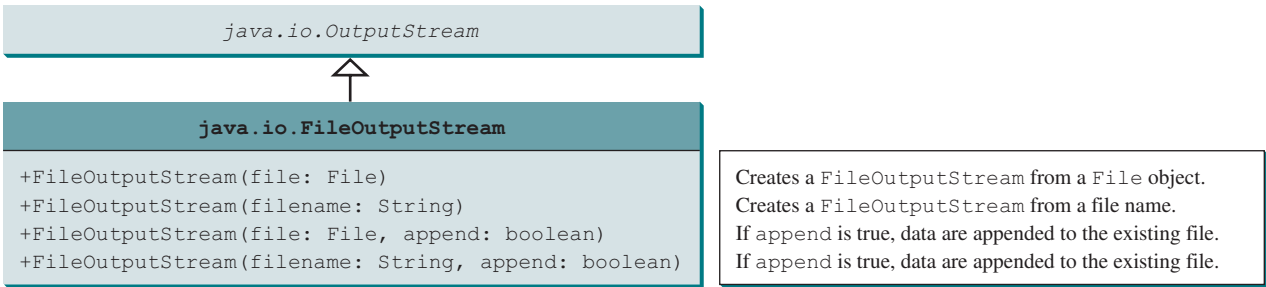 java.io.OutputStream
java.io.FileOutputStream
+FileOutputStream(file: File)
+FileOutputStream(filename: String)
+FileOutputStream(file: File, append: boolean)
+FileOutputStream(filename: String, append: boolean)
Creates a FileOutputStream from a File object.
Creates a FileOutputStream from a file name.
If append is true, data are appended to the existing file.
If append is true, data are appended to the existing file.